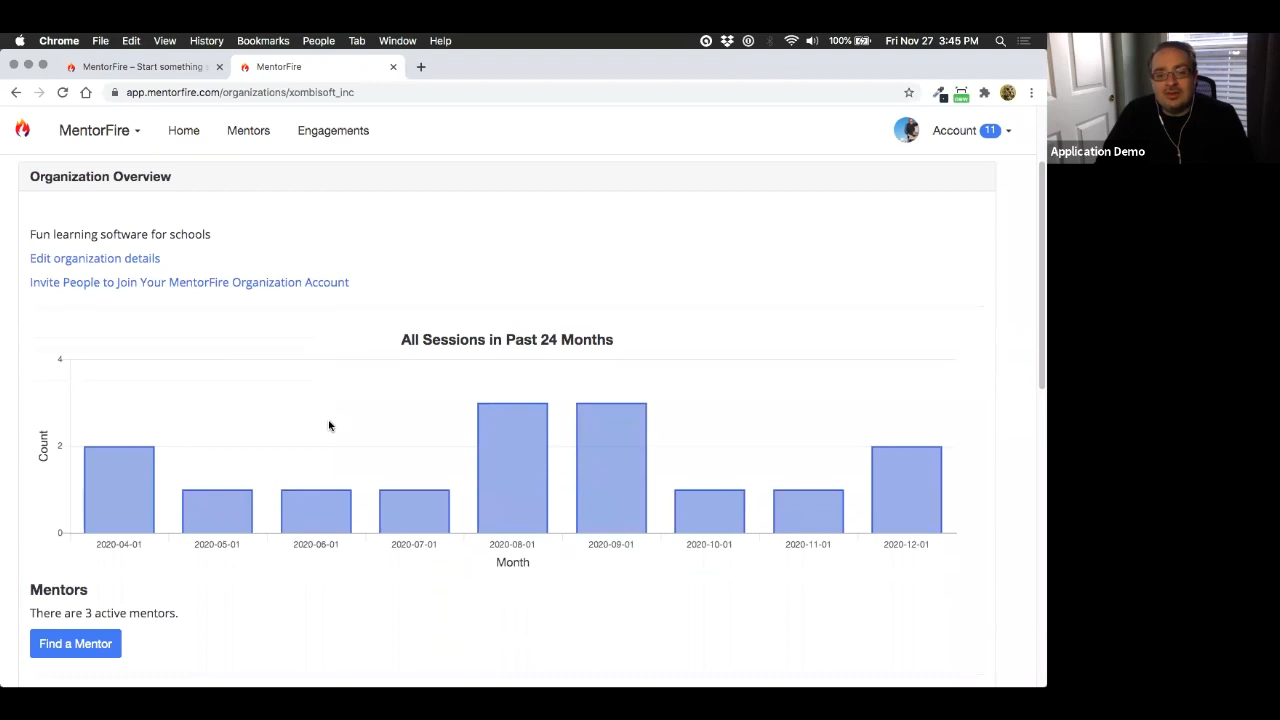 Chrome File Edit View History Bookmarks People Tab Window Help 100% Fri Nov 27 3:45 PM
MentorFire – Start something MentorFire
app.mentorfire.com/organizations/xombisoft_inc new
MentorFire Home Mentors Engagements Account 11
Application Demo
Organization Overview
Fun learning software for schools
Edit organization details
Invite People to Join Your MentorFire Organization Account
All Sessions in Past 24 Months
4
Count
2
0
2020-04-01 2020-05-01 2020-06-01 2020-07-01 2020-08-01 2020-09-01 2020-10-01 2020-11-01 2020-12-01
Month
Mentors
There are 3 active mentors.
Find a Mentor